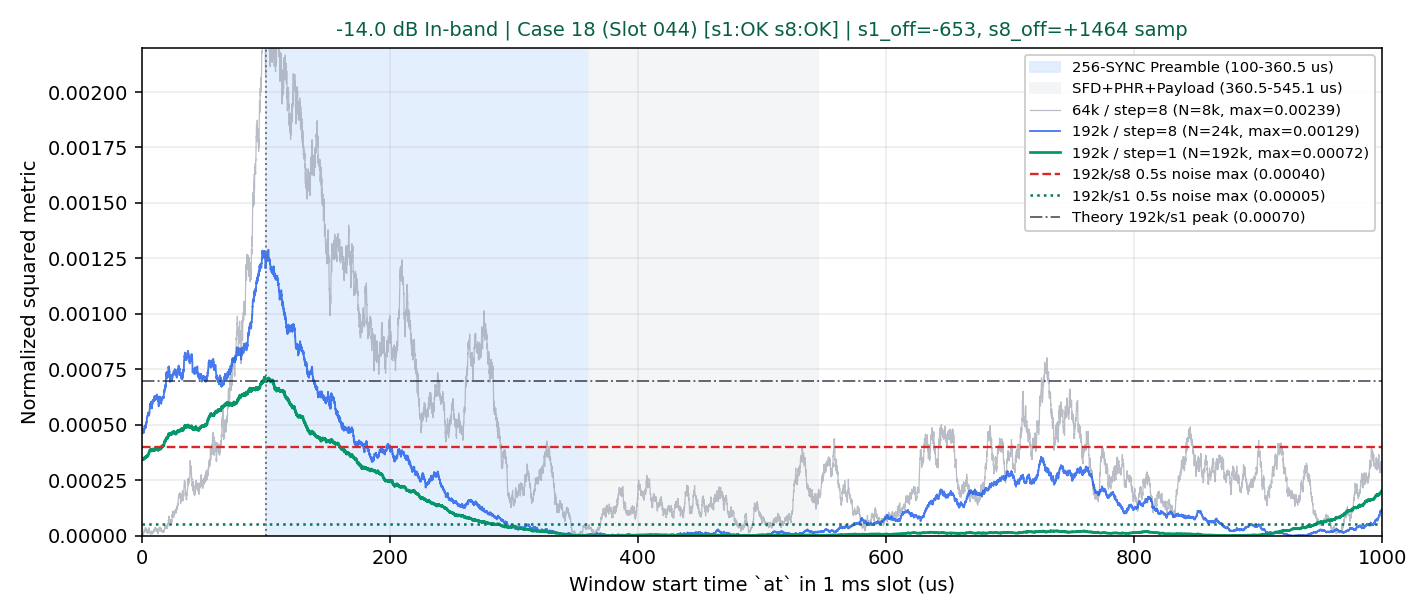 -14.0 dB In-band | Case 18 (Slot 044) [s1:OK s8:OK] | s1_off=-653, s8_off=+1464 samp
256-SYNC Preamble (100-360.5 us)
SFD+PHR+Payload (360.5-545.1 us)
64k / step=8 (N=8k, max=0.00239)
192k / step=8 (N=24k, max=0.00129)
192k / step=1 (N=192k, max=0.00072)
192k/s8 0.5s noise max (0.00040)
192k/s1 0.5s noise max (0.00005)
Theory 192k/s1 peak (0.00070)
Normalized squared metric
0.00200
0.00175
0.00150
0.00125
0.00100
0.00075
0.00050
0.00025
0.00000
0 200 400 600 800 1000
Window start time `at` in 1 ms slot (us)